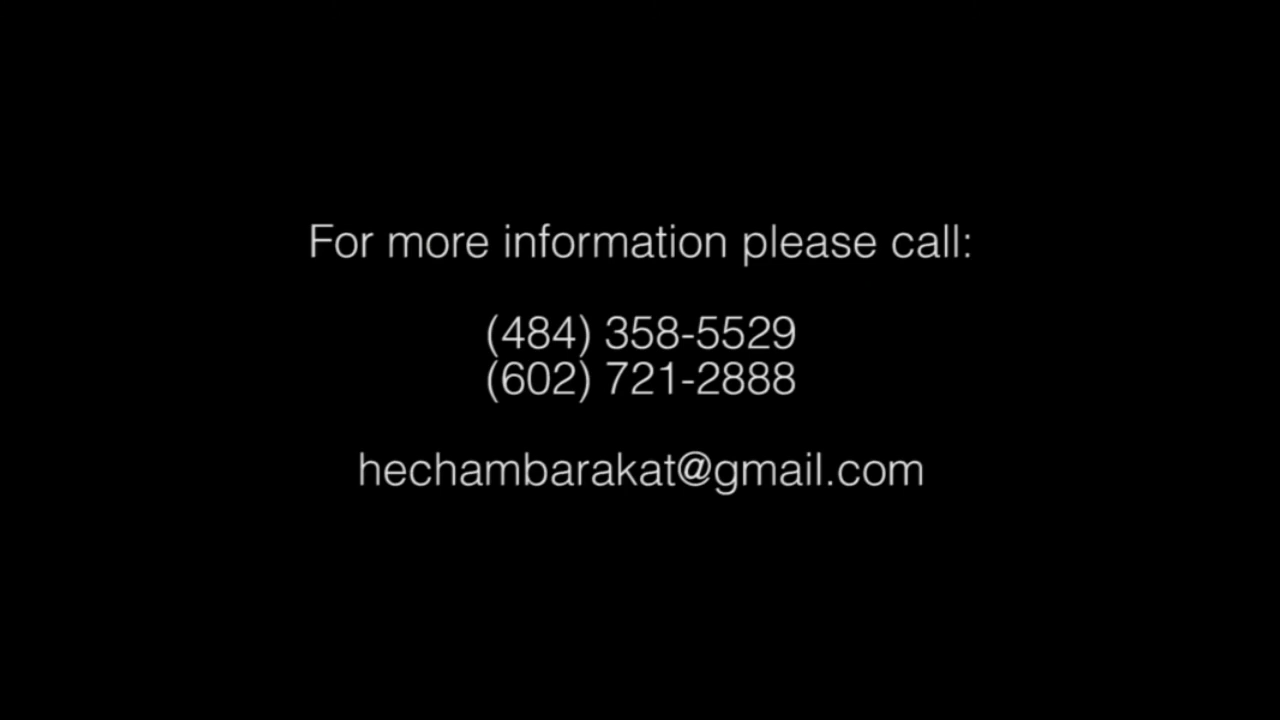 For more information please call:
(484) 358-5529
(602) 721-2888
hechambarakat@gmail.com